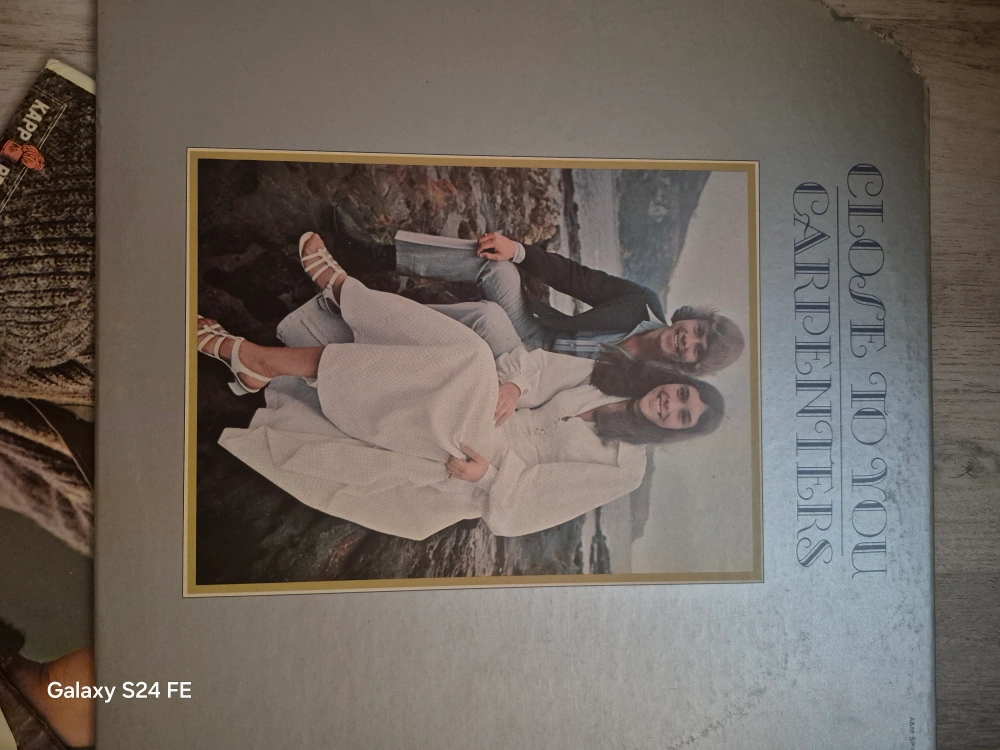 CLOSE TO YOU
CARPENTERS
KAPP
Galaxy S24 FE